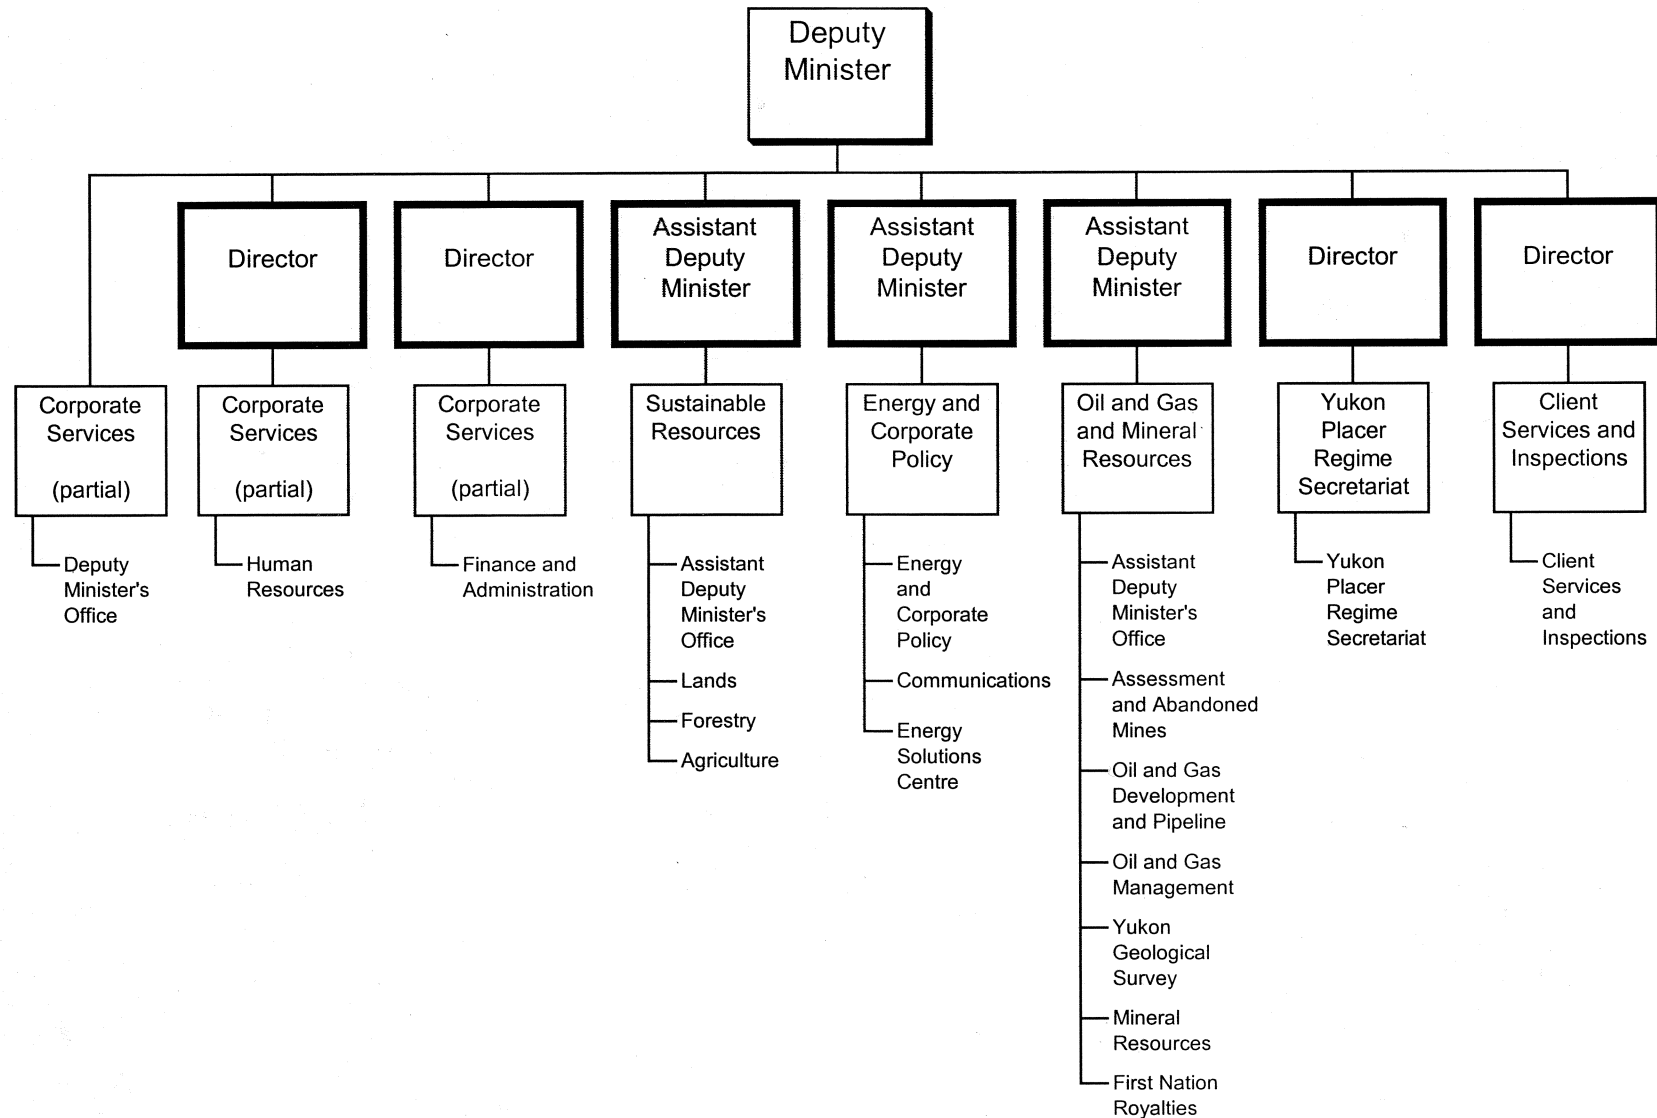 Deputy
Minister
Director
Director
Assistant
Deputy
Minister
Assistant
Deputy
Minister
Assistant
Deputy
Minister
Director
Director
Corporate
Services
(partial)
Corporate
Services
(partial)
Corporate
Services
(partial)
Sustainable
Resources
Energy and
Corporate
Policy
Oil and Gas
and Mineral
Resources
Yukon
Placer
Regime
Secretariat
Client
Services and
Inspections
Deputy
Minister's
Office
Human
Resources
Finance and
Administration
Assistant
Deputy
Minister's
Office
Lands
Forestry
Agriculture
Energy
and
Corporate
Policy
Communications
Energy
Solutions
Centre
Assistant
Deputy
Minister's
Office
Assessment
and Abandoned
Mines
Oil and Gas
Development
and Pipeline
Oil and Gas
Management
Yukon
Geological
Survey
Mineral
Resources
First Nation
Royalties
Yukon
Placer
Regime
Secretariat
Client
Services
and
Inspections